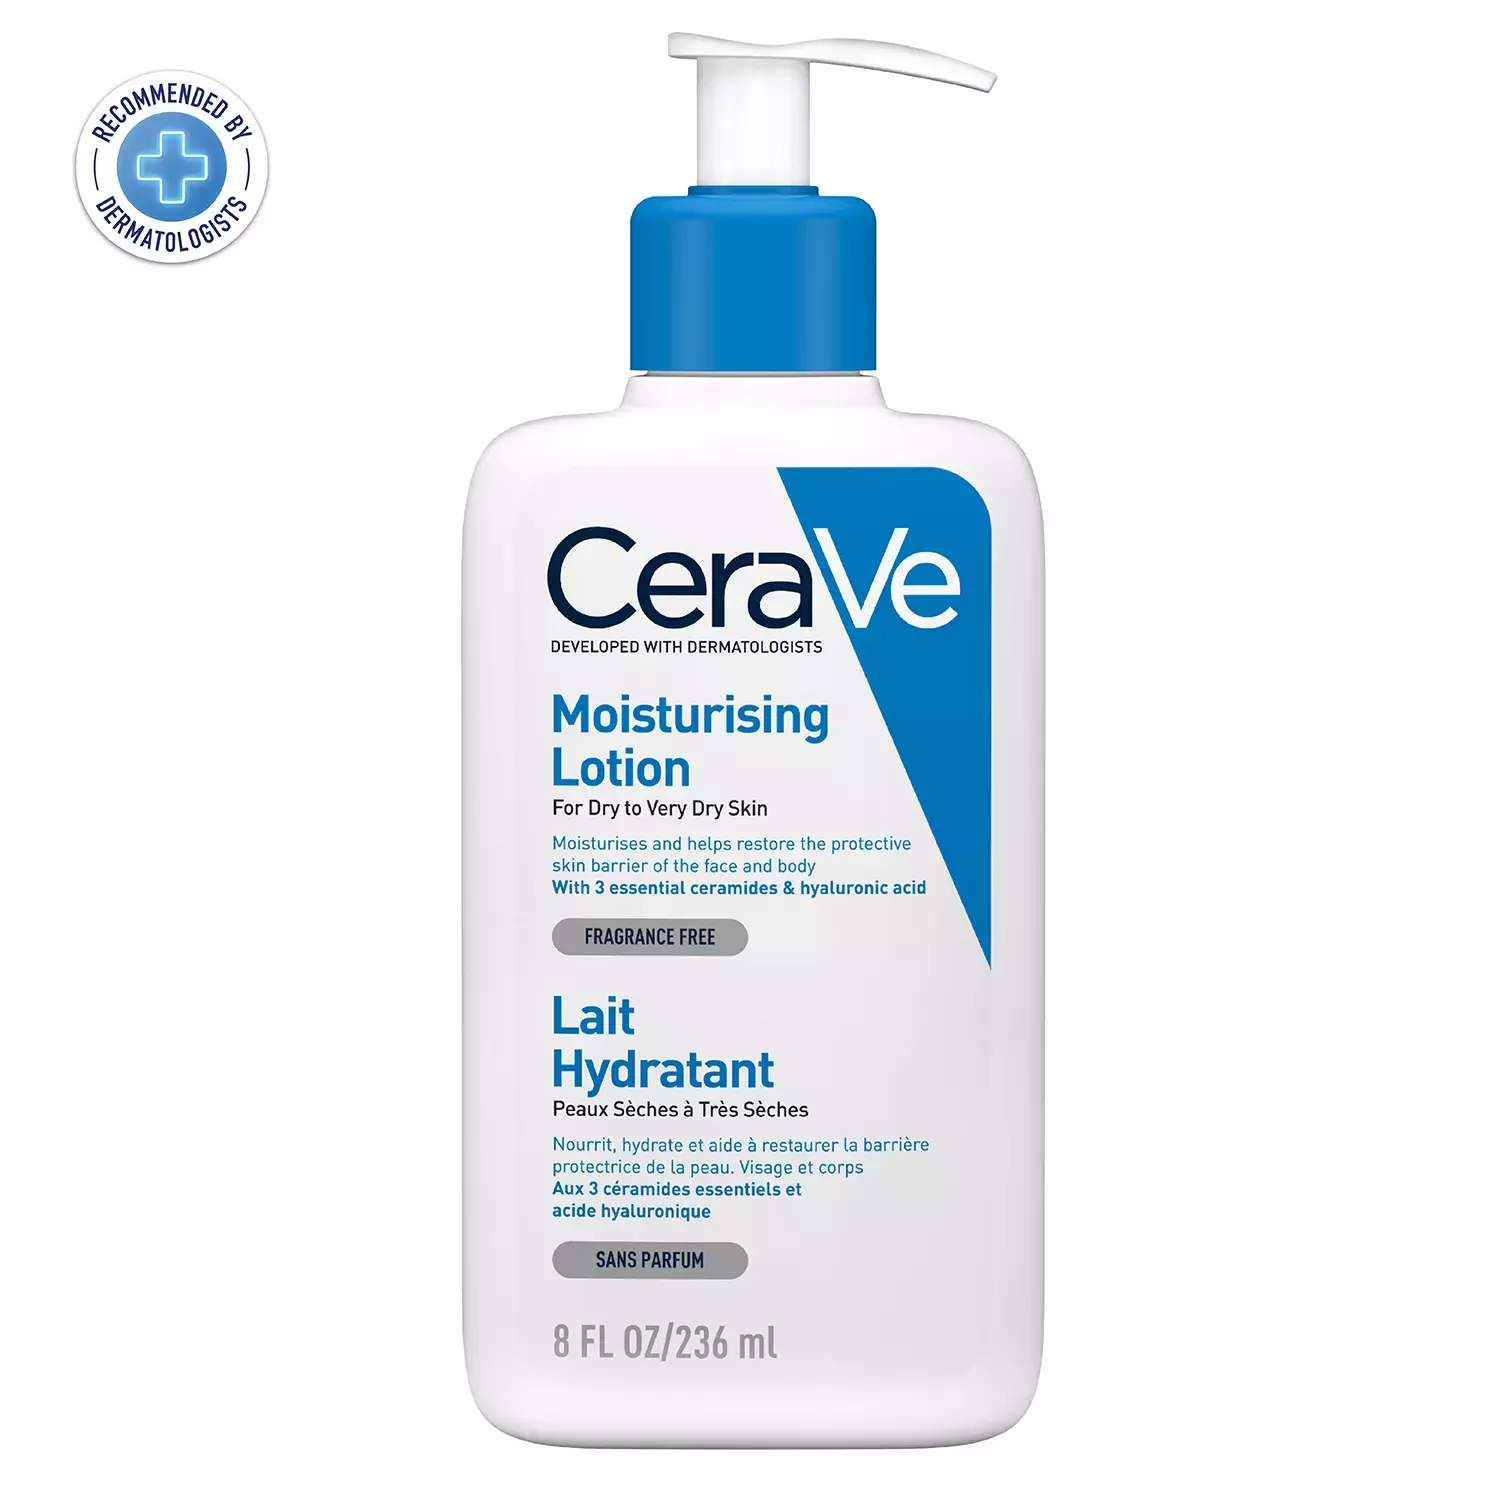 RECOMMENDED BY
DERMATOLOGISTS
CeraVe
DEVELOPED WITH DERMATOLOGISTS
Moisturising
Lotion
For Dry to Very Dry Skin
Moisturises and helps restore the protective
skin barrier of the face and body
With 3 essential ceramides & hyaluronic acid
FRAGRANCE FREE
Lait
Hydratant
Peaux Sèches à Très Sèches
Nourrit, hydrate et aide à restaurer la barrière
protectrice de la peau. Visage et corps
Aux 3 céramides essentiels et
acide hyaluronique
SANS PARFUM
8 FL OZ/236 ml